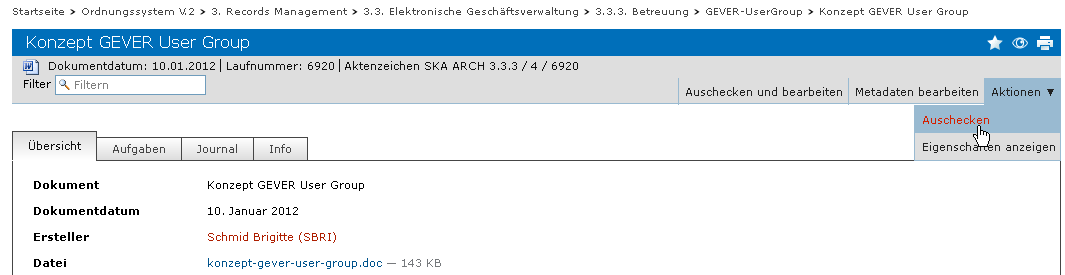 Startseite > Ordnungssystem V.2 > 3. Records Management > 3.3. Elektronische Geschäftsverwaltung > 3.3.3. Betreuung > GEVER-UserGroup > Konzept GEVER User Group
Konzept GEVER User Group
Dokumentdatum: 10.01.2012 | Laufnummer: 6920 | Aktenzeichen SKA ARCH 3.3.3 / 4 / 6920
Filter Filtern
Auschecken und bearbeiten Metadaten bearbeiten Aktionen ▼
Auschecken
Eigenschaften anzeigen
Übersicht Aufgaben Journal Info
Dokument Konzept GEVER User Group
Dokumentdatum 10. Januar 2012
Ersteller Schmid Brigitte (SBRI)
Datei konzept-gever-user-group.doc — 143 KB